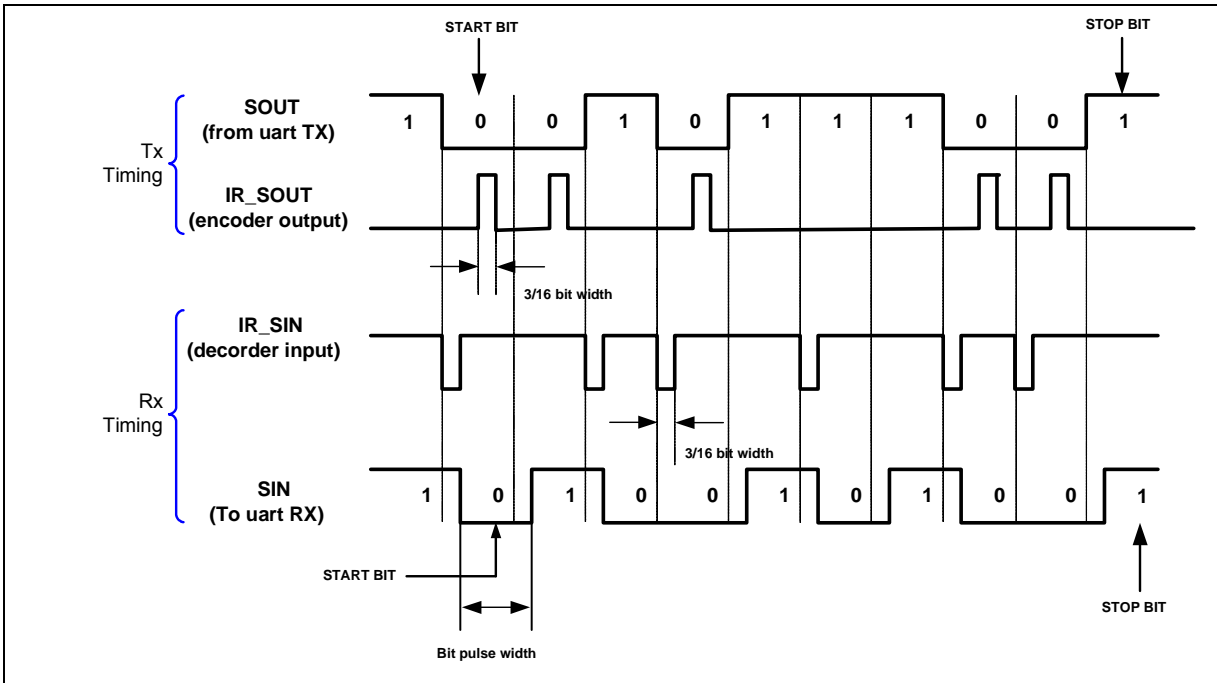 START BIT
STOP BIT
SOUT
(from uart TX)
1 0 0 1 0 1 1 1 0 0 1
Tx
Timing
IR_SOUT
(encoder output)
3/16 bit width
IR_SIN
(decorder input)
Rx
Timing
3/16 bit width
SIN
(To uart RX)
1 0 1 0 0 1 0 1 0 0 1
START BIT
STOP BIT
Bit pulse width